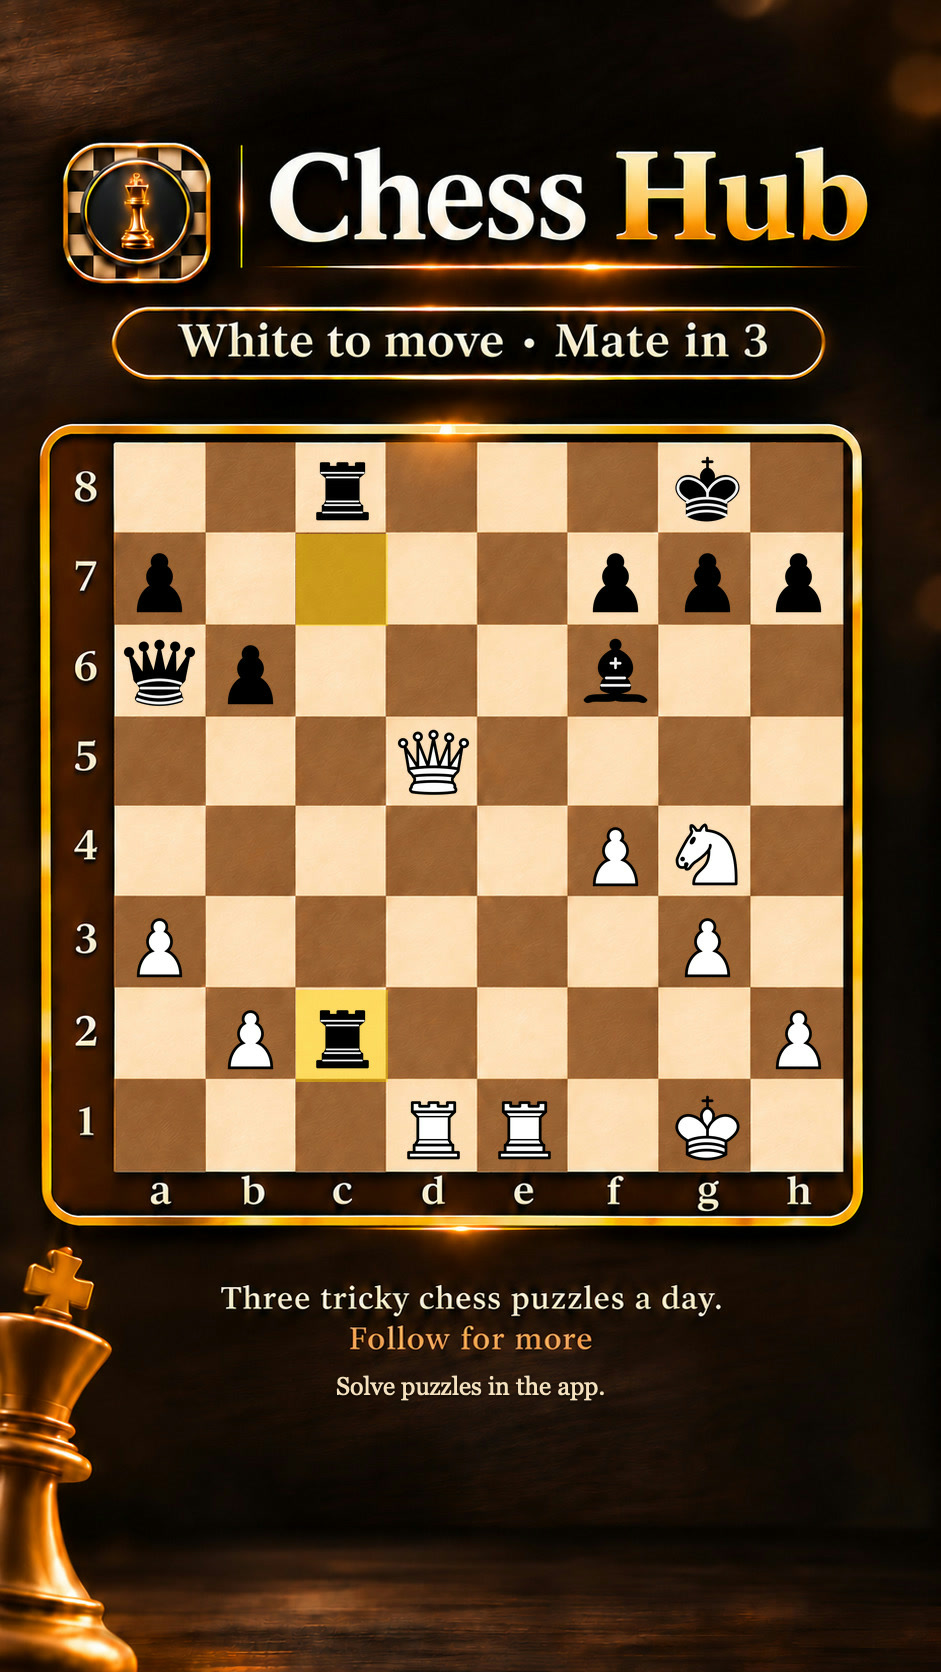 Chess Hub
White to move • Mate in 3
8
7
6
5
4
3
2
1
a b c d e f g h
Three tricky chess puzzles a day.
Follow for more
Solve puzzles in the app.